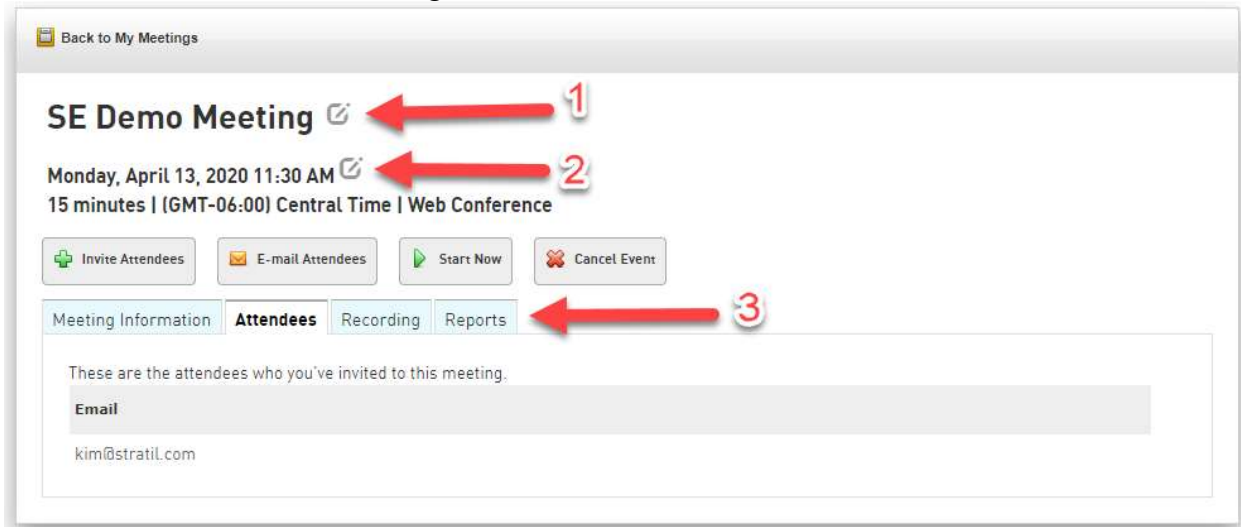 Back to My Meetings
SE Demo Meeting
1
Monday, April 13, 2020 11:30 AM
2
15 minutes | (GMT-06:00) Central Time | Web Conference
Invite Attendees E-mail Attendees Start Now Cancel Event
Meeting Information Attendees Recording Reports
3
These are the attendees who you've invited to this meeting.
Email
kim@stratil.com